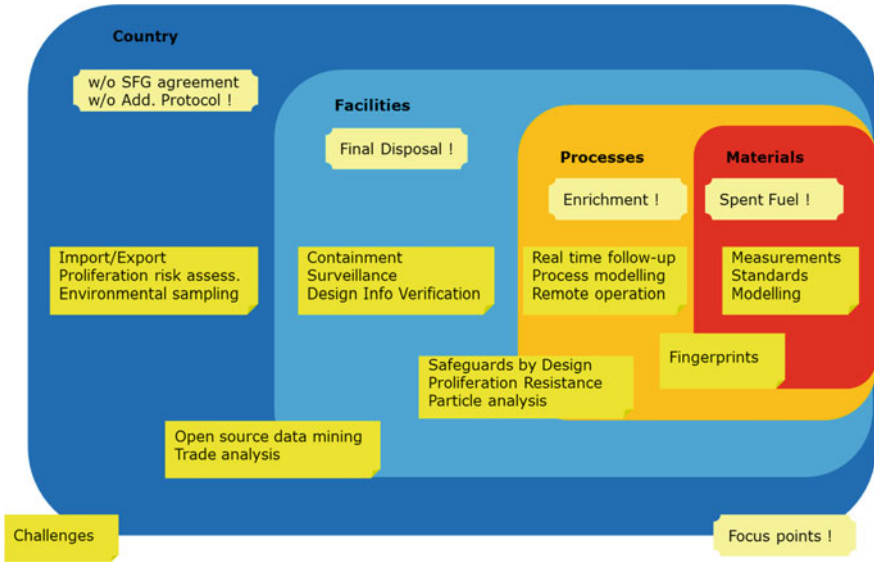 Country
w/o SFG agreement
w/o Add. Protocol !
Facilities
Final Disposal !
Processes
Materials
Enrichment !
Spent Fuel !
Import/Export
Proliferation risk assess.
Environmental sampling
Containment
Surveillance
Design Info Verification
Real time follow-up
Process modelling
Remote operation
Measurements
Standards
Modelling
Safeguards by Design
Proliferation Resistance
Particle analysis
Fingerprints
Open source data mining
Trade analysis
Challenges
Focus points !